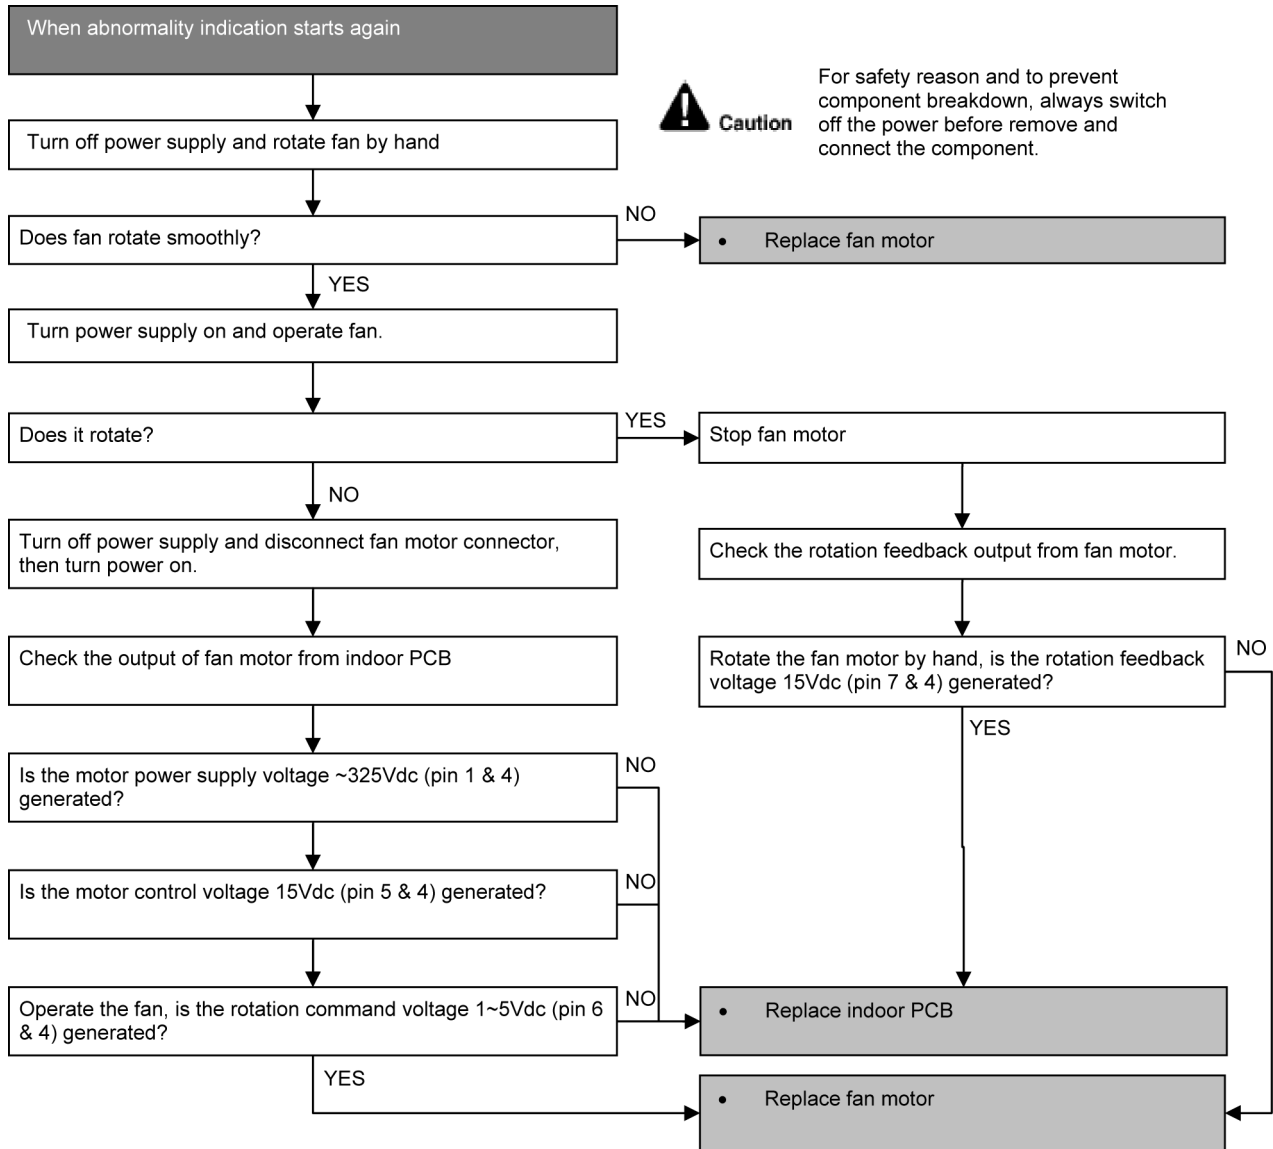 When abnormality indication starts again
Caution
For safety reason and to prevent
component breakdown, always switch
off the power before remove and
connect the component.
Turn off power supply and rotate fan by hand
Does fan rotate smoothly?
NO
• Replace fan motor
YES
Turn power supply on and operate fan.
Does it rotate?
YES
Stop fan motor
NO
Turn off power supply and disconnect fan motor connector,
then turn power on.
Check the rotation feedback output from fan motor.
Check the output of fan motor from indoor PCB
Rotate the fan motor by hand, is the rotation feedback
voltage 15Vdc (pin 7 & 4) generated?
NO
YES
Is the motor power supply voltage ~325Vdc (pin 1 & 4)
generated?
NO
Is the motor control voltage 15Vdc (pin 5 & 4) generated?
NO
Operate the fan, is the rotation command voltage 1~5Vdc (pin 6
& 4) generated?
NO
• Replace indoor PCB
YES
• Replace fan motor